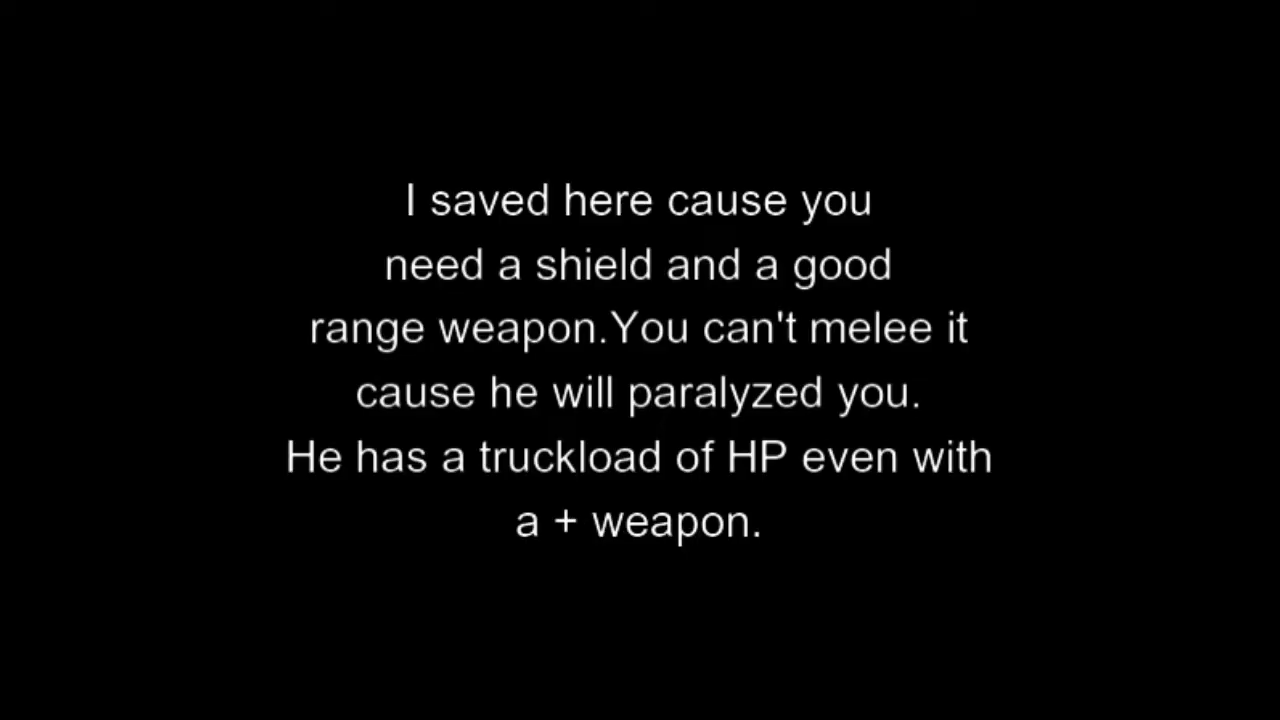 I saved here cause you
need a shield and a good
range weapon.You can't melee it
cause he will paralyzed you.
He has a truckload of HP even with
a + weapon.